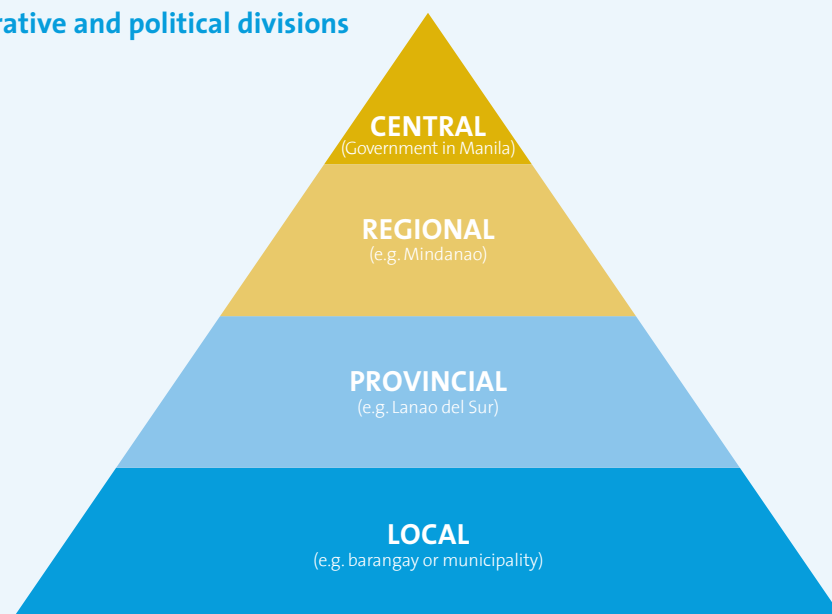 rative and political divisions
CENTRAL
(Government in Manila)
REGIONAL
(e.g. Mindanao)
PROVINCIAL
(e.g. Lanao del Sur)
LOCAL
(e.g. barangay or municipality)